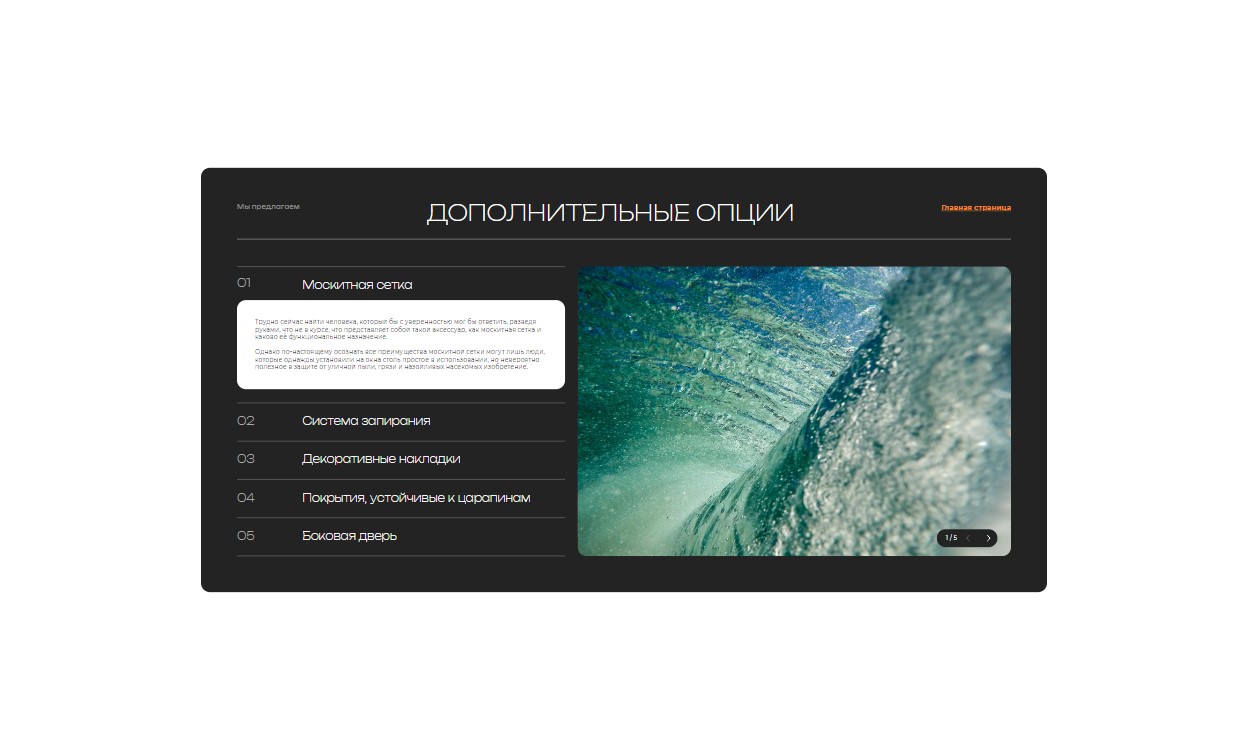 Мы предлагаем
ДОПОЛНИТЕЛЬНЫЕ ОПЦИИ
Главная страница
01 Москитная сетка
Трудно сейчас найти человека, который бы с уверенностью мог бы ответить, разведя
руками, что не в курсе, что представляет собой такой аксессуар, как москитная сетка и
каково её функциональное назначение.
Однако по-настоящему осознать все преимущества москитной сетки могут лишь люди,
которые однажды установили на окна столь простое в использовании, но невероятно
полезное в защите от уличной пыли, грязи и назойливых насекомых изобретение.
02 Система запирания
03 Декоративные накладки
04 Покрытия, устойчивые к царапинам
05 Боковая дверь
1/5